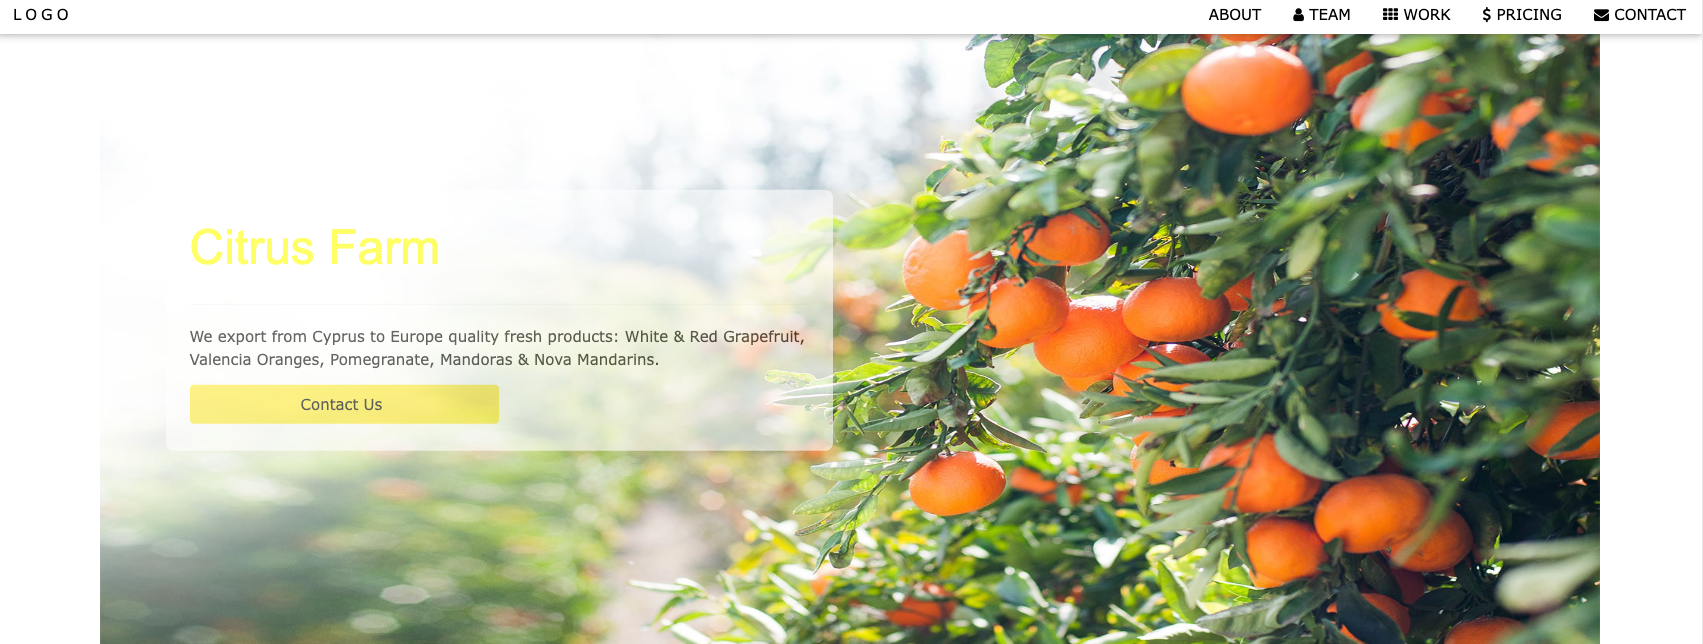 LOGO
ABOUT TEAM WORK PRICING CONTACT
Citrus Farm
We export from Cyprus to Europe quality fresh products: White & Red Grapefruit,
Valencia Oranges, Pomegranate, Mandoras & Nova Mandarins.
Contact Us